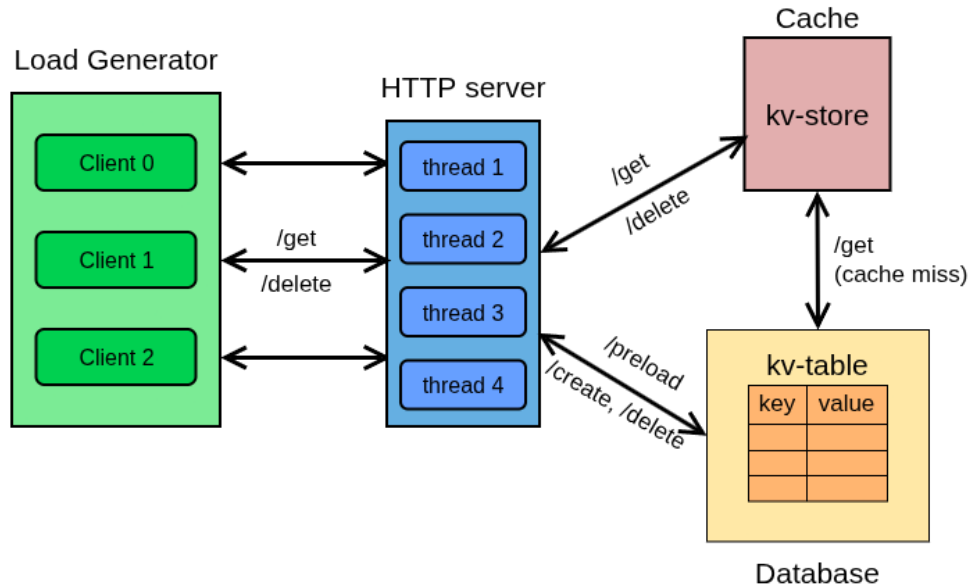 Load Generator
Client 0
Client 1
Client 2
/get
/delete
HTTP server
thread 1
thread 2
thread 3
thread 4
/get
/delete
/preload
/create, /delete
Cache
kv-store
/get
(cache miss)
kv-table
key value
Database